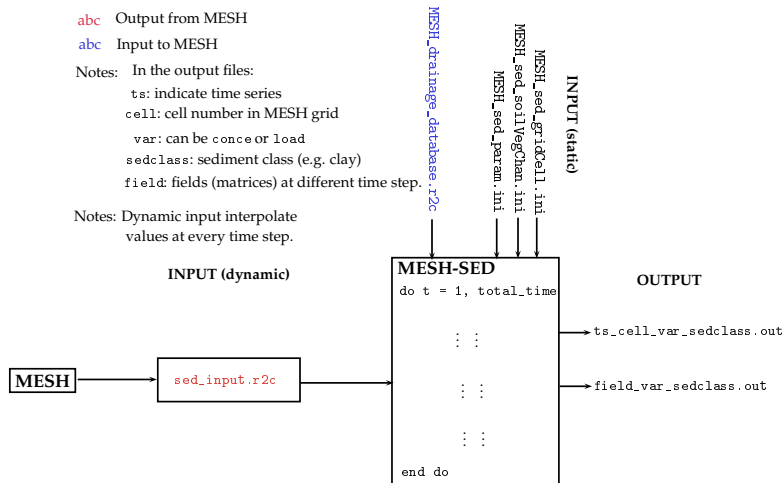 abc Output from MESH
abc Input to MESH
Notes: In the output files:
ts: indicate time series
cell: cell number in MESH grid
var: can be conce or load
sedclass: sediment class (e.g. clay)
field: fields (matrices) at different time step.
Notes: Dynamic input interpolate
values at every time step.
MESH_drainage_database.r2c
MESH_sed_param.ini
MESH_sed_soilVegChan.ini
MESH_sed_gridCell.ini
INPUT (static)
INPUT (dynamic)
MESH-SED
OUTPUT
do t = 1, total_time
ts_cell_var_sedclass.out
MESH
sed_input.r2c
field_var_sedclass.out
end do